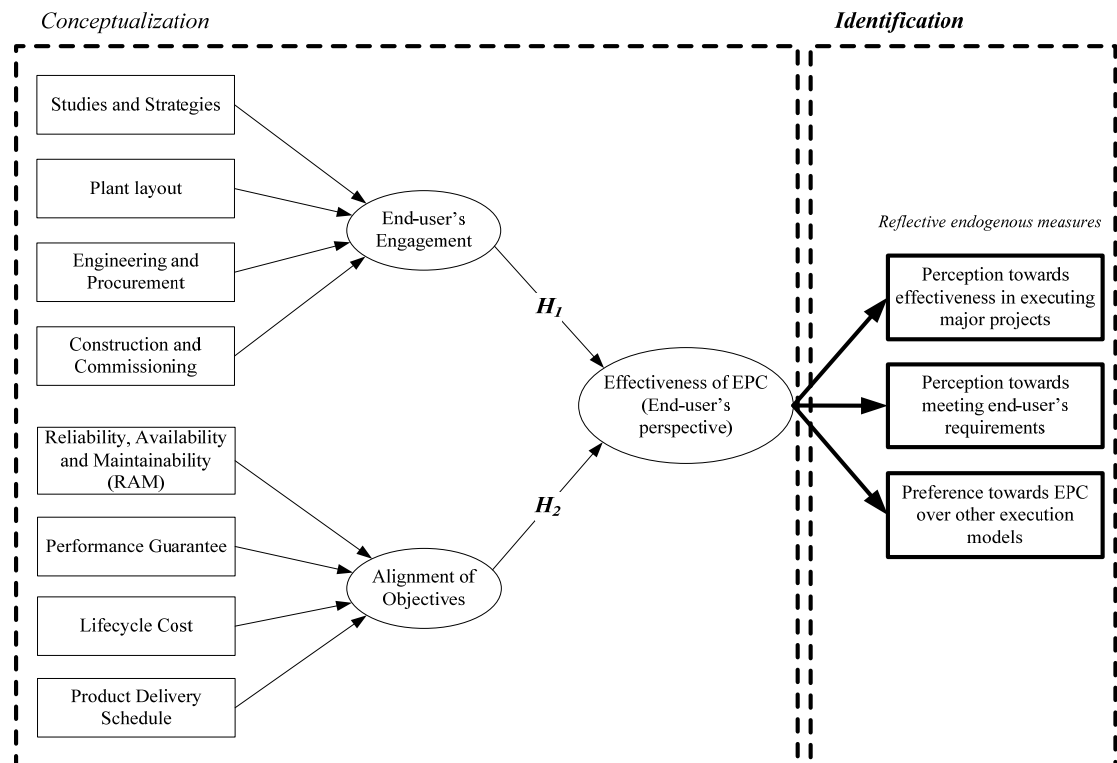 Conceptualization
Identification
Studies and Strategies
Plant layout
Engineering and
Procurement
Construction and
Commissioning
End-user's
Engagement
H1
Reliability, Availability
and Maintainability
(RAM)
Performance Guarantee
Lifecycle Cost
Product Delivery
Schedule
Alignment of
Objectives
H2
Effectiveness of EPC
(End-user's
perspective)
Reflective endogenous measures
Perception towards
effectiveness in executing
major projects
Perception towards
meeting end-user's
requirements
Preference towards EPC
over other execution
models